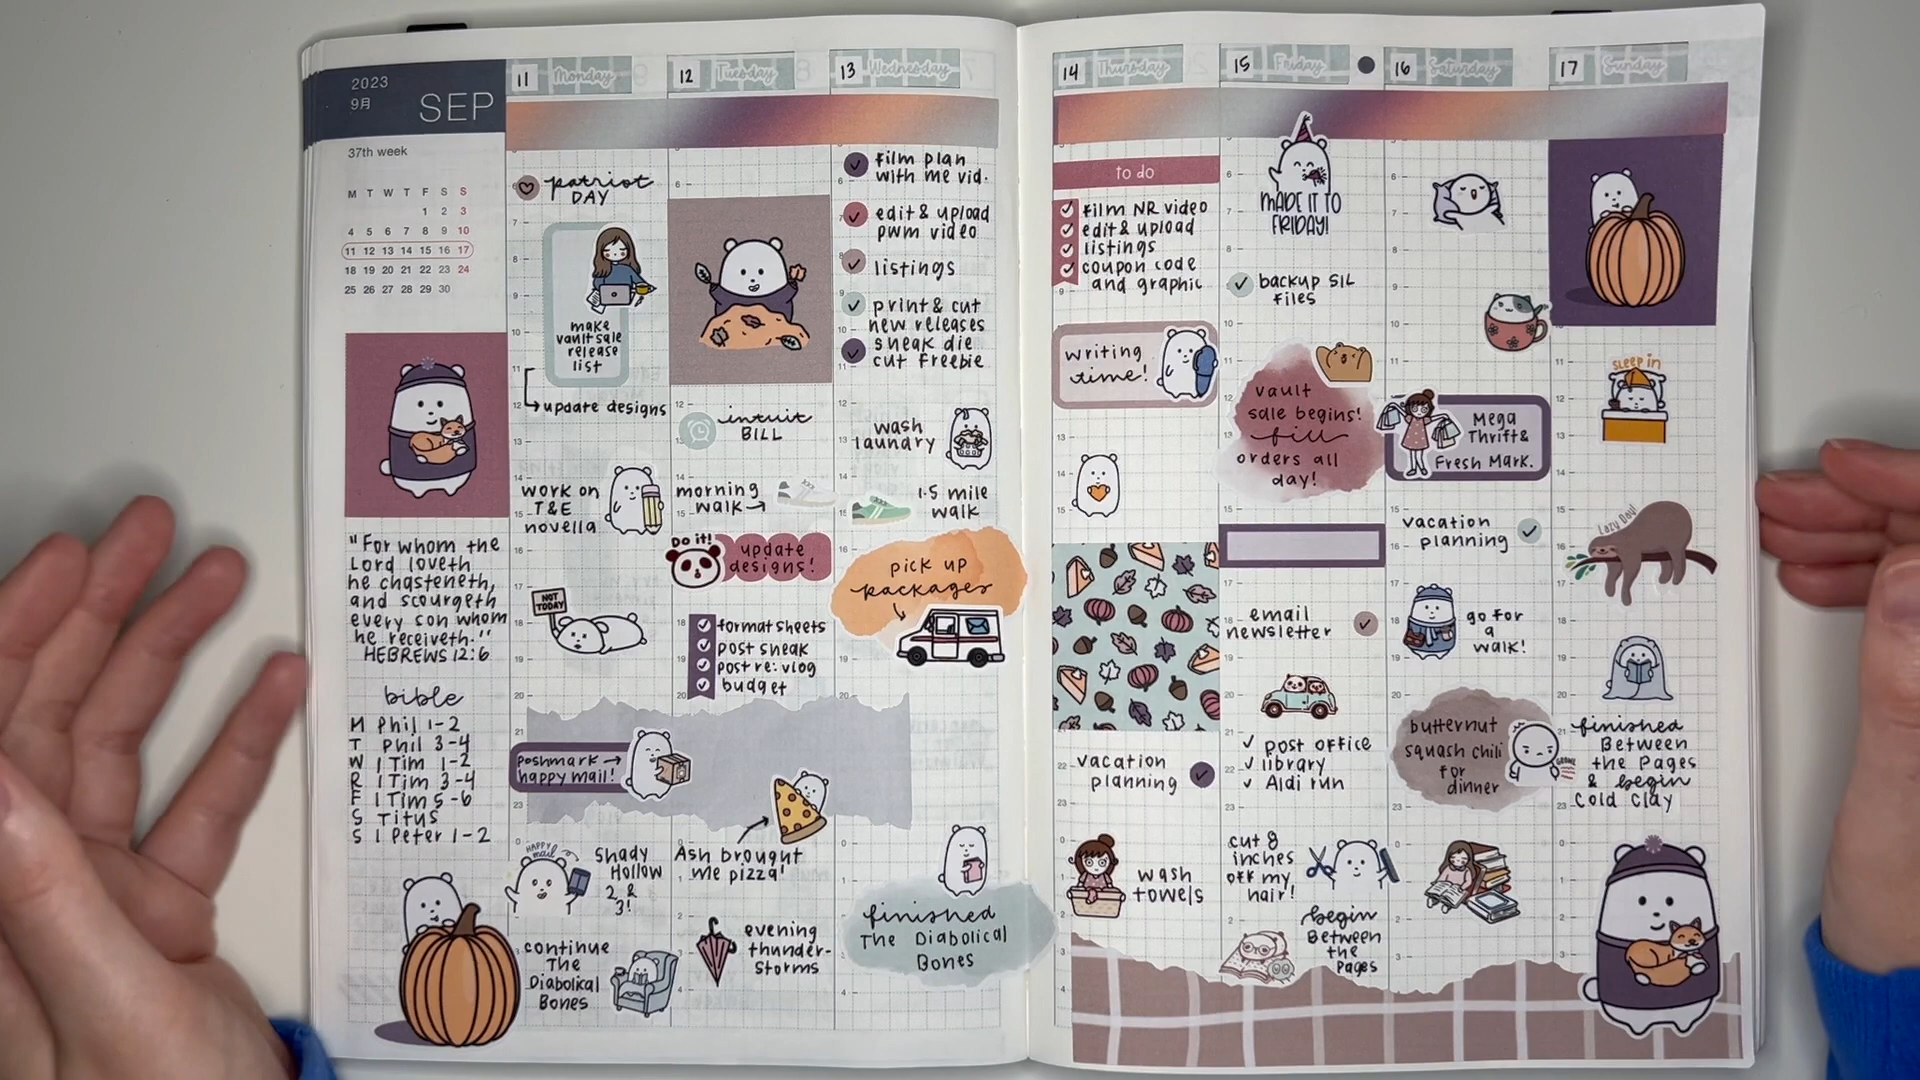 2023
9月
SEP
37th week
M T W T F S S
1 2 3
4 5 6 7 8 9 10
11 12 13 14 15 16 17
18 19 20 21 22 23 24
25 26 27 28 29 30
"For whom the
Lord loveth
he chasteneth,
and scourgeth
every son whom
he receiveth."
HEBREWS 12:6
bible
M Phil 1-2
T Phil 3-4
W 1 Tim 1-2
R 1 Tim 3-4
F 1 Tim 5-6
S Titus
S 1 Peter 1-2
11 Monday
patriot
DAY
make
vault sale
release
list
update designs
work on
T&E
novella
NOT
TODAY
poshmark →
happy mail!
HAPPY
mail
Shady
Hollow
2 &
3!
continue
The
Diabolical
Bones
12 Tuesday
intuit
BILL
morning
walk →
DO it!
update
designs!
format sheets
post sneak
post re: vlog
budget
Ash brought
me pizza!
evening
thunder-
storms
13 Wednesday
film plan
with me vid.
edit & upload
pwm video
listings
print & cut
new releases
sneak die
cut freebie
wash
laundry
1.5 mile
walk
pick up
packages
finished
The Diabolical
Bones
14 Thursday
to do
film NR video
edit & upload
listings
coupon code
and graphic
writing
time!
vacation
planning
wash
towels
15 Friday
MADE IT TO
FRIDAY!
backup SIL
files
vault
sale begins!
fill
orders all
day!
email
newsletter
✓ post office
✓ library
✓ Aldi run
cut 8
inches
off my
hair!
begin
Between
the
Pages
16 Saturday
Mega
Thrift &
Fresh Mark.
vacation
planning
go for
a
walk!
butternut
squash chili
for
dinner
17 Sunday
SLEEP IN
Lazy Day!
finished
Between
the Pages
& begin
Cold Clay